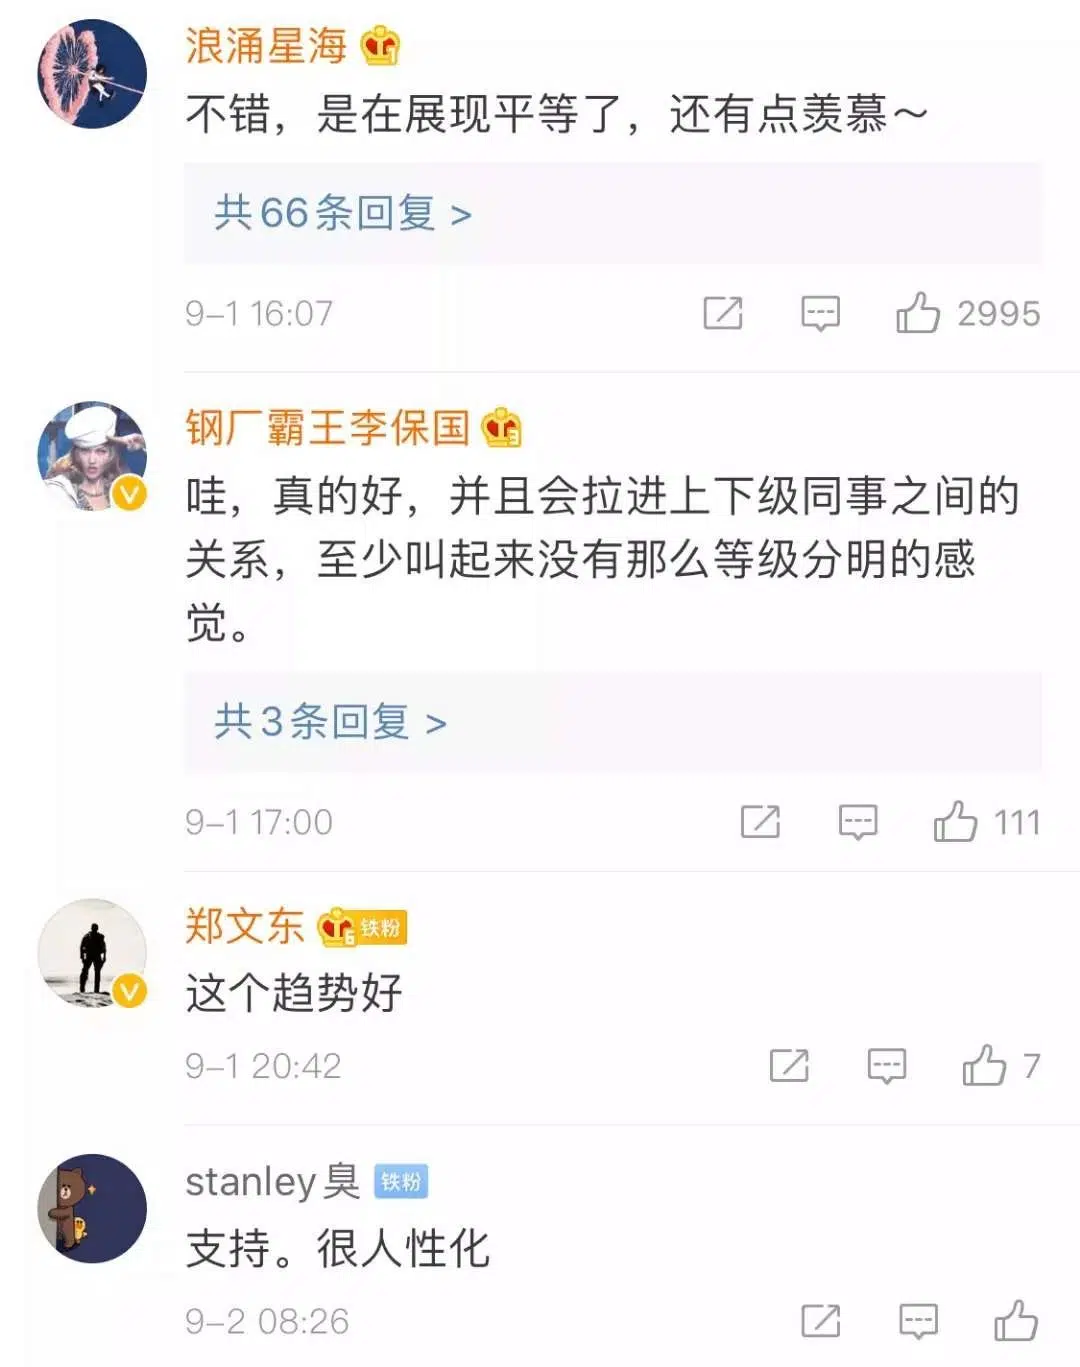 浪涌星海
不错，是在展现平等了，还有点羡慕～
共66条回复 >
9-1 16:07
2995
钢厂霸王李保国
哇，真的好，并且会拉进上下级同事之间的
关系，至少叫起来没有那么等级分明的感
觉。
共3条回复 >
9-1 17:00
111
郑文东 6 铁粉
这个趋势好
9-1 20:42
7
stanley臭 铁粉
支持。很人性化
9-2 08:26